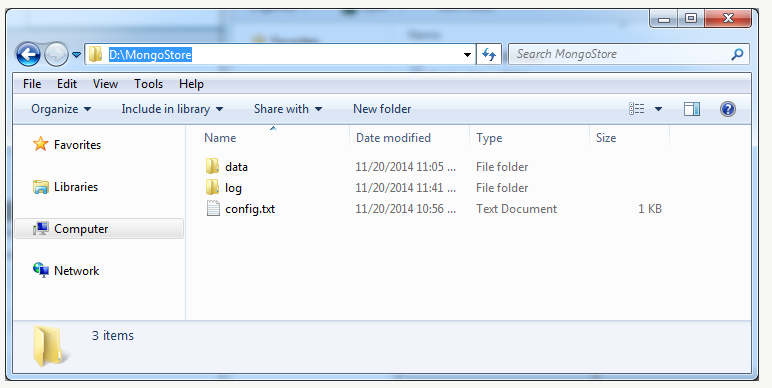 D:\MongoStore
Search MongoStore
File Edit View Tools Help
Organize Include in library Share with New folder
Name Date modified Type Size
Favorites
data 11/20/2014 11:05 ... File folder
Libraries
log 11/20/2014 11:41 ... File folder
config.txt 11/20/2014 10:56 ... Text Document 1 KB
Computer
Network
3 items